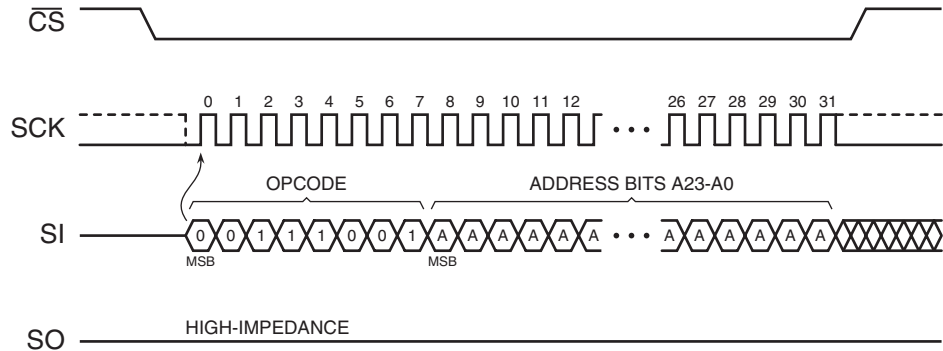 CS
0 1 2 3 4 5 6 7 8 9 10 11 12 26 27 28 29 30 31
SCK
OPCODE ADDRESS BITS A23-A0
SI 0 0 1 1 1 0 0 1 A A A A A A A A A A A A
MSB MSB
HIGH-IMPEDANCE
SO